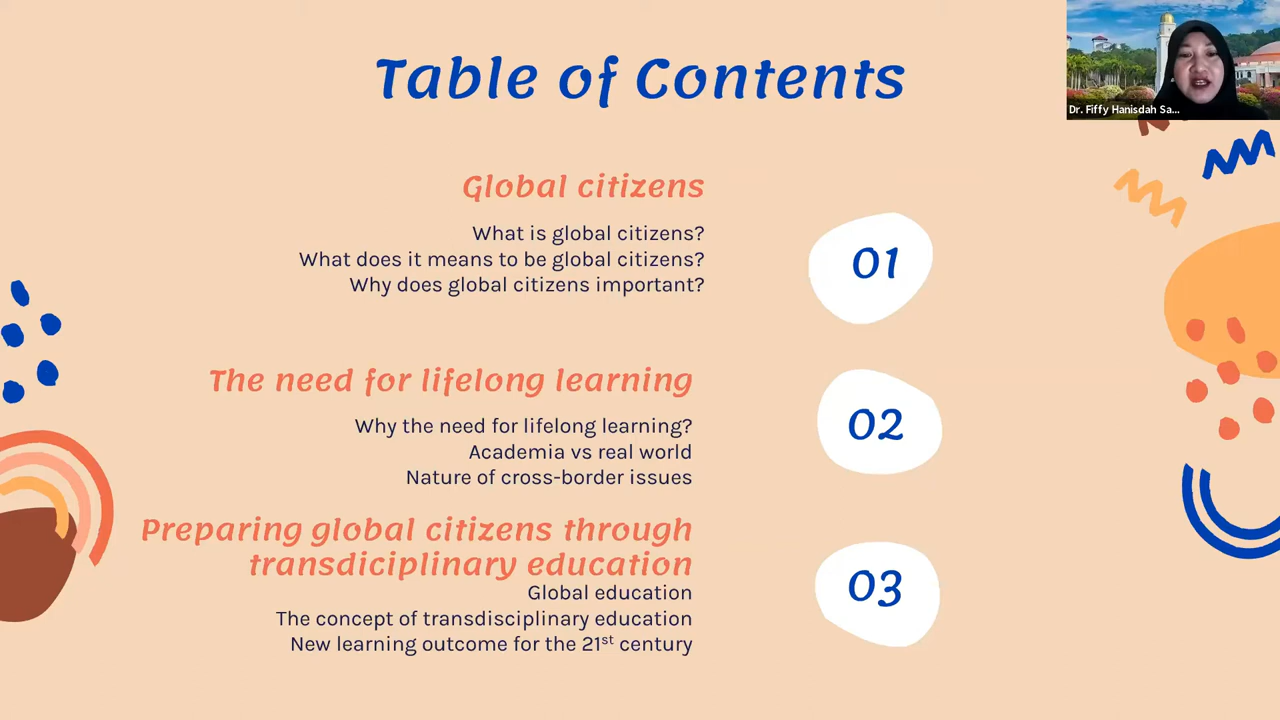 Table of Contents
Dr. Fiffy Hanisdah Sa...
Global citizens
What is global citizens?
What does it means to be global citizens?
Why does global citizens important?
01
The need for lifelong learning
Why the need for lifelong learning?
Academia vs real world
Nature of cross-border issues
02
Preparing global citizens through
transdiciplinary education
Global education
The concept of transdisciplinary education
New learning outcome for the 21st century
03